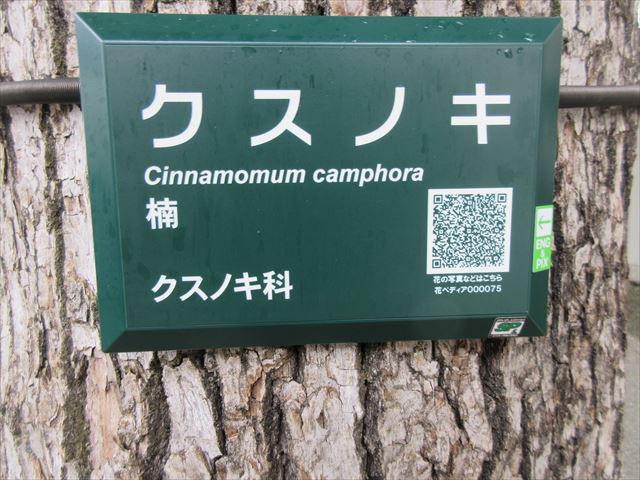 クスノキ
Cinnamomum camphora
楠
クスノキ科
花の写真などはこちら
花ペディア000075
ENG
&
PIX